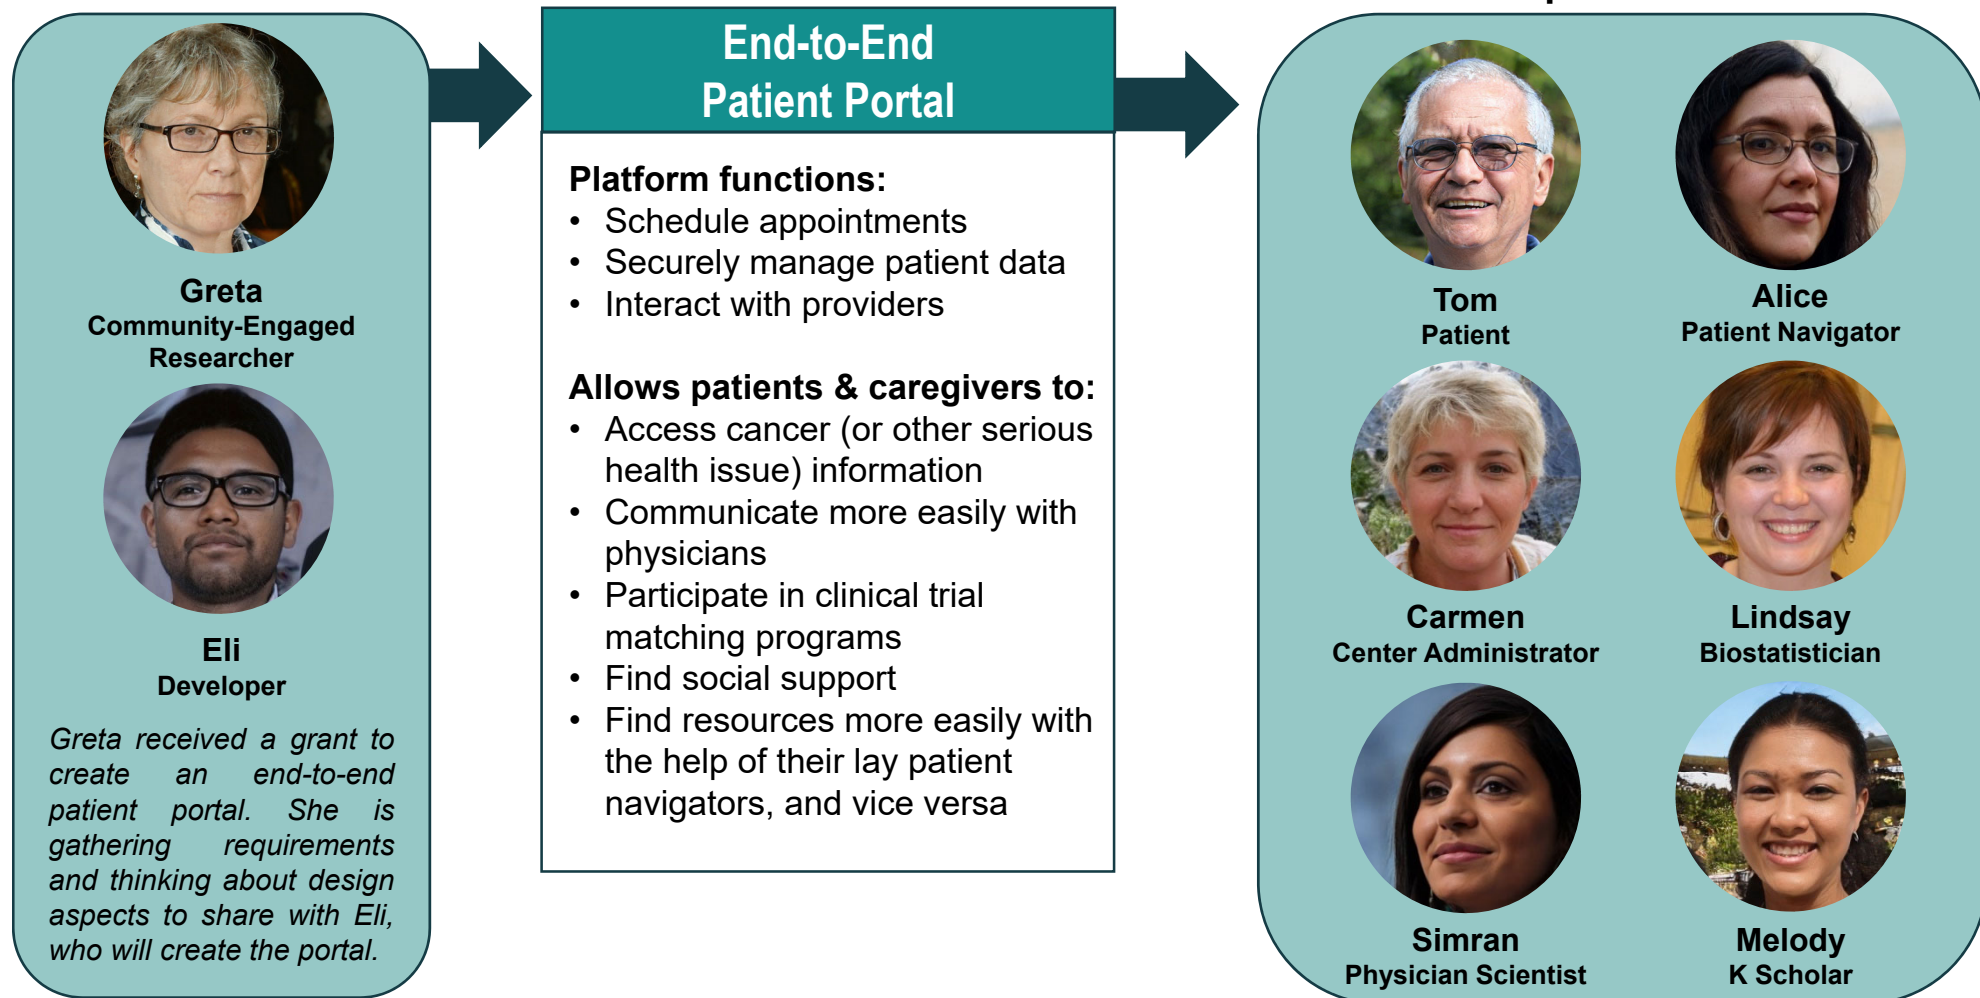 Greta
Community-Engaged
Researcher
Eli
Developer
Greta received a grant to
create an end-to-end
patient portal. She is
gathering requirements
and thinking about design
aspects to share with Eli,
who will create the portal.
End-to-End
Patient Portal
Platform functions:
• Schedule appointments
• Securely manage patient data
• Interact with providers
Allows patients & caregivers to:
• Access cancer (or other serious
health issue) information
• Communicate more easily with
physicians
• Participate in clinical trial
matching programs
• Find social support
• Find resources more easily with
the help of their lay patient
navigators, and vice versa
Tom
Patient
Alice
Patient Navigator
Carmen
Center Administrator
Lindsay
Biostatistician
Simran
Physician Scientist
Melody
K Scholar